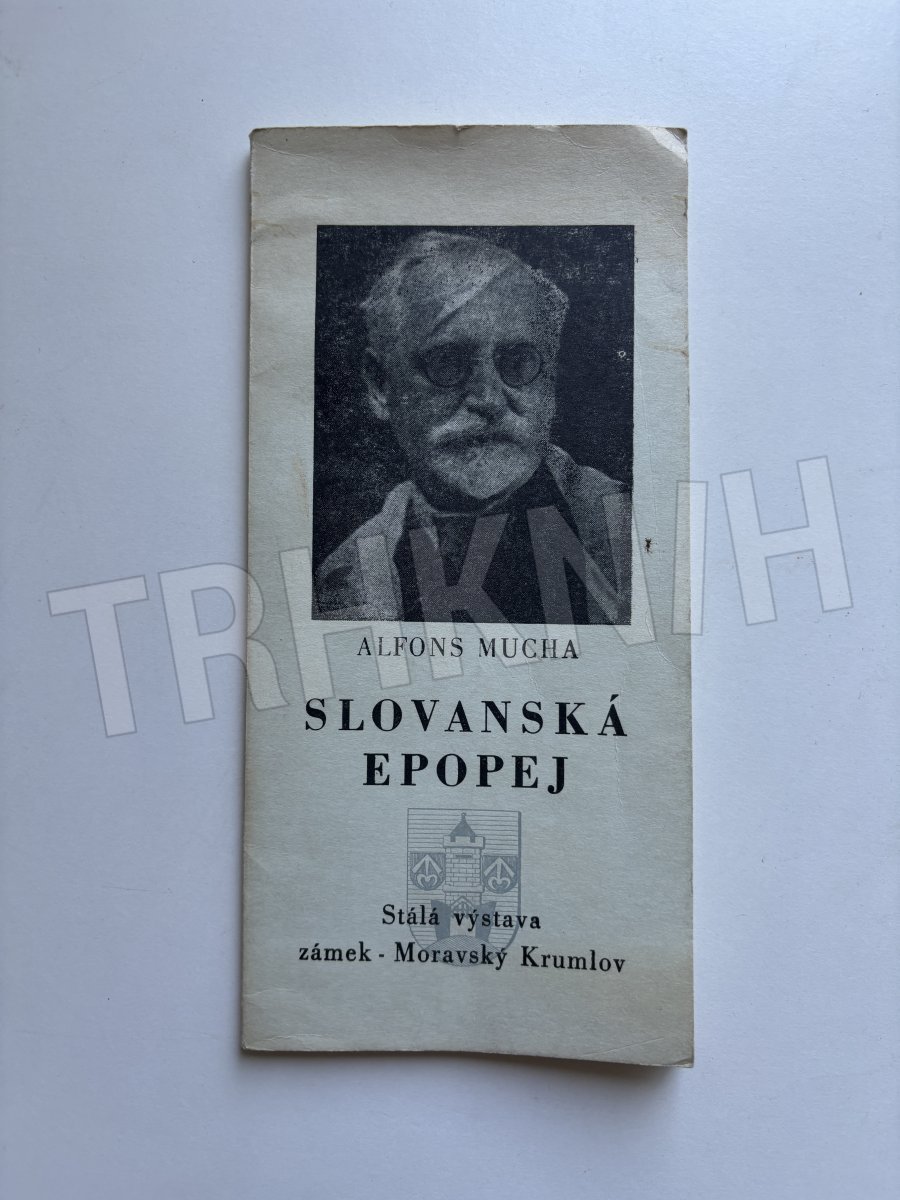 TRHKNIH
ALFONS MUCHA
SLOVANSKÁ
EPOPEJ
Stálá výstava
zámek - Moravský Krumlov